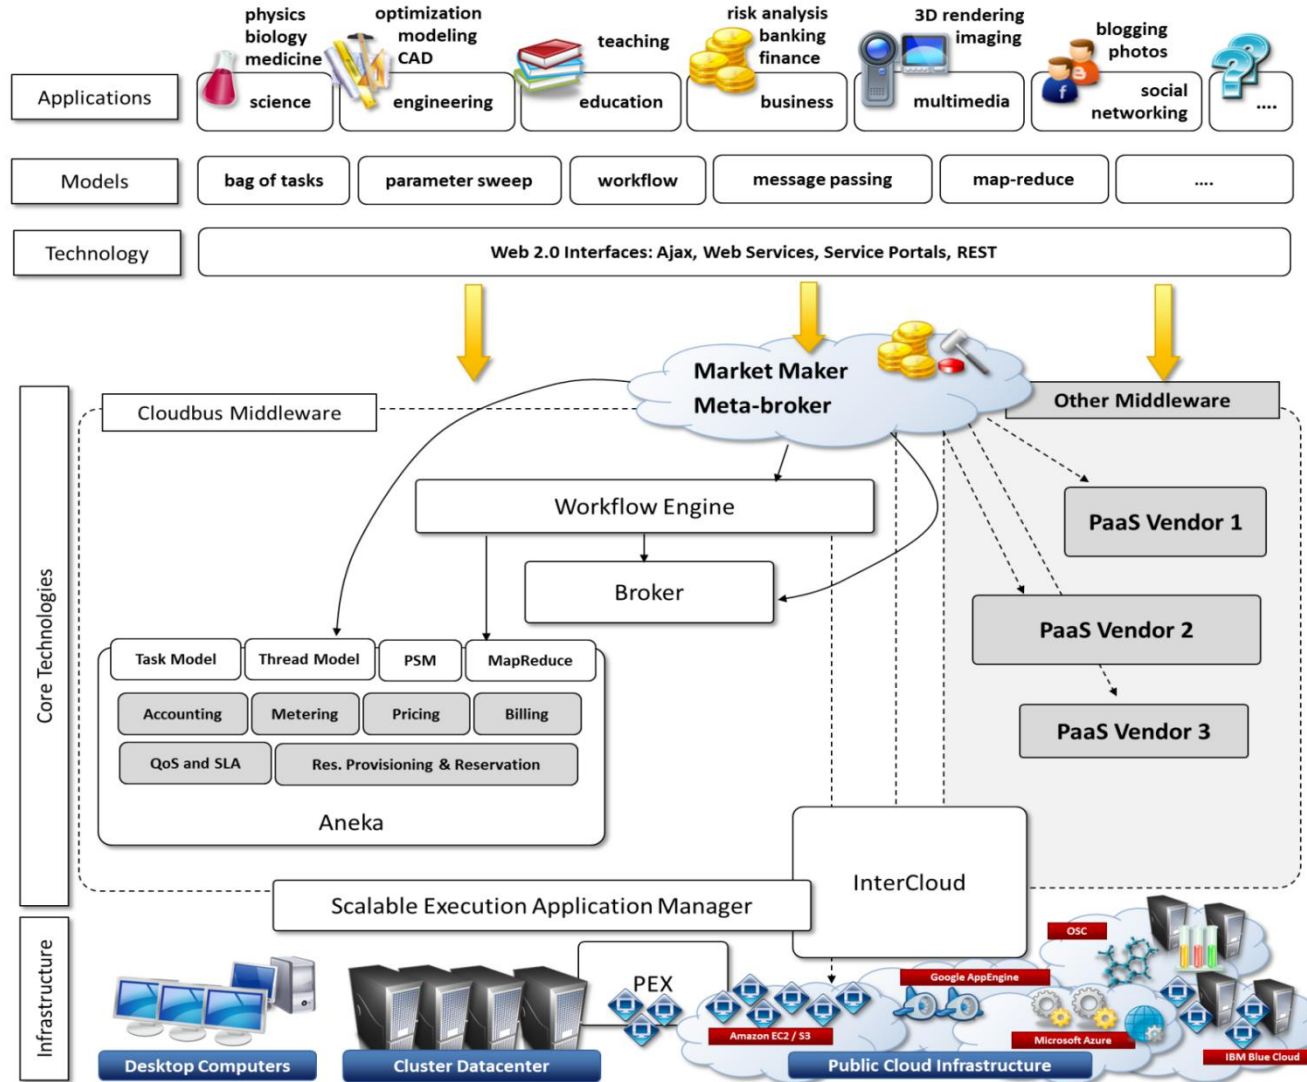 physics
biology
medicine
optimization
modeling
CAD
teaching
risk analysis
banking
finance
3D rendering
imaging
blogging
photos
Applications
science
engineering
education
business
multimedia
social
networking
....
Models
bag of tasks
parameter sweep
workflow
message passing
map-reduce
....
Technology
Web 2.0 Interfaces: Ajax, Web Services, Service Portals, REST
Market Maker
Meta-broker
Cloudbus Middleware
Other Middleware
Core Technologies
Workflow Engine
PaaS Vendor 1
Broker
PaaS Vendor 2
Task Model
Thread Model
PSM
MapReduce
Accounting
Metering
Pricing
Billing
PaaS Vendor 3
QoS and SLA
Res. Provisioning & Reservation
Aneka
InterCloud
Scalable Execution Application Manager
Infrastructure
OSC
PEX
Google AppEngine
Amazon EC2 / S3
Microsoft Azure
IBM Blue Cloud
Desktop Computers
Cluster Datacenter
Public Cloud Infrastructure